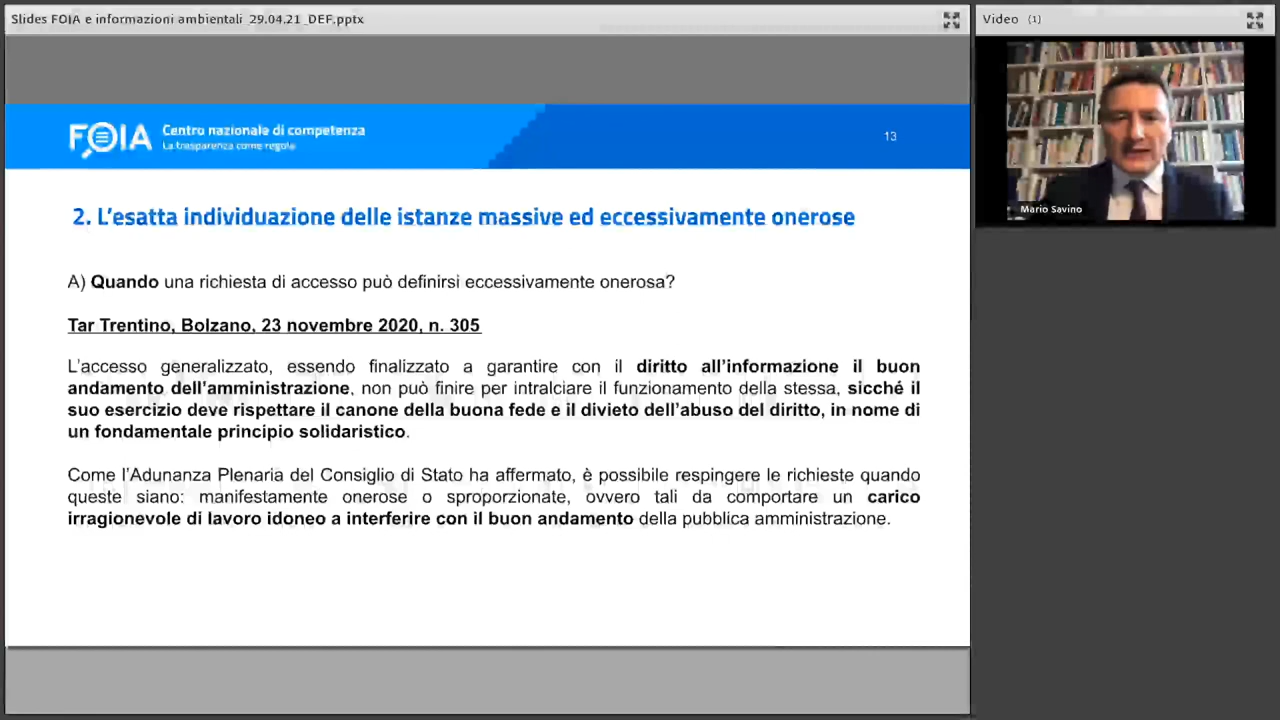 Slides FOIA e informazioni ambientali_29.04.21_DEF.pptx
Video (1)
FOIA Centro nazionale di competenza
La trasparenza come regola
13
Mario Savino
2. L'esatta individuazione delle istanze massive ed eccessivamente onerose
A) Quando una richiesta di accesso può definirsi eccessivamente onerosa?
Tar Trentino, Bolzano, 23 novembre 2020, n. 305
L'accesso generalizzato, essendo finalizzato a garantire con il diritto all'informazione il buon
andamento dell'amministrazione, non può finire per intralciare il funzionamento della stessa, sicché il
suo esercizio deve rispettare il canone della buona fede e il divieto dell'abuso del diritto, in nome di
un fondamentale principio solidaristico.
Come l'Adunanza Plenaria del Consiglio di Stato ha affermato, è possibile respingere le richieste quando
queste siano: manifestamente onerose o sproporzionate, ovvero tali da comportare un carico
irragionevole di lavoro idoneo a interferire con il buon andamento della pubblica amministrazione.